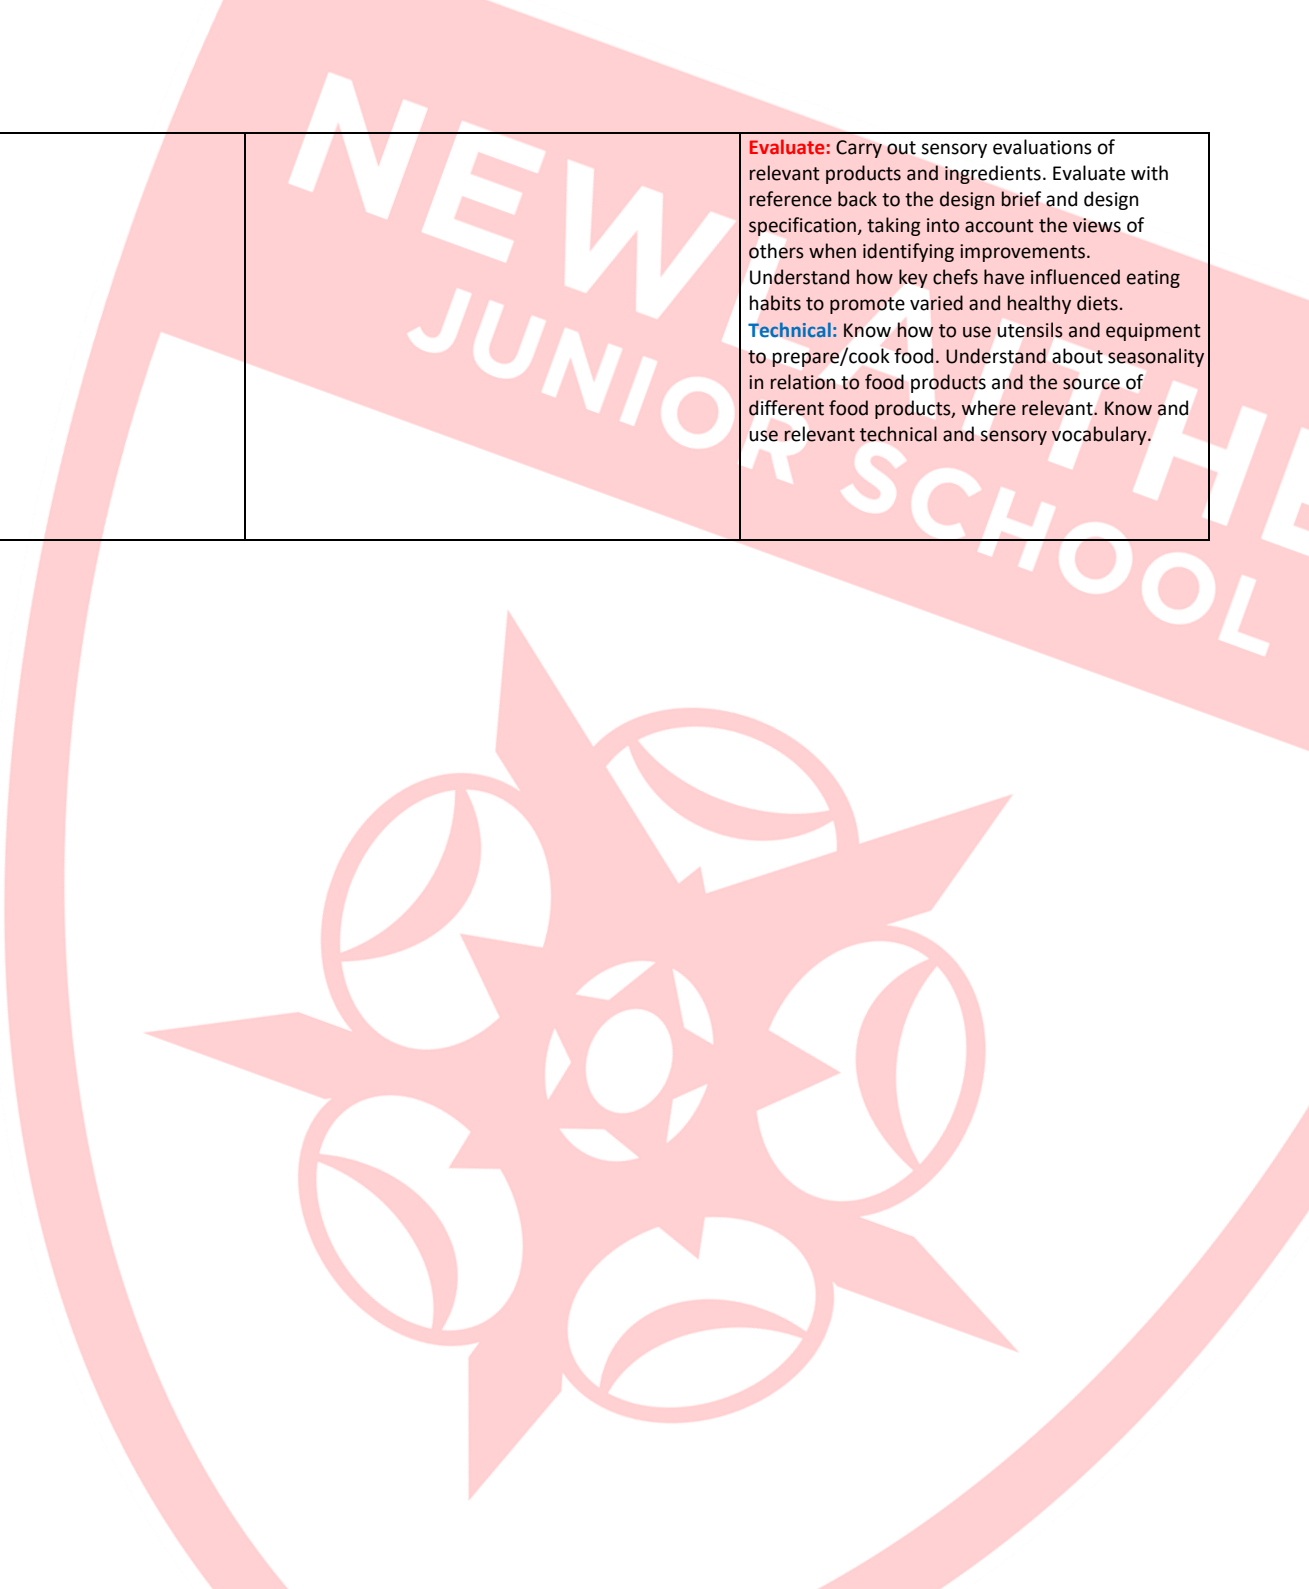 NEWLAITHE
JUNIOR SCHOOL
Evaluate: Carry out sensory evaluations of
relevant products and ingredients. Evaluate with
reference back to the design brief and design
specification, taking into account the views of
others when identifying improvements.
Understand how key chefs have influenced eating
habits to promote varied and healthy diets.
Technical: Know how to use utensils and equipment
to prepare/cook food. Understand about seasonality
in relation to food products and the source of
different food products, where relevant. Know and
use relevant technical and sensory vocabulary.